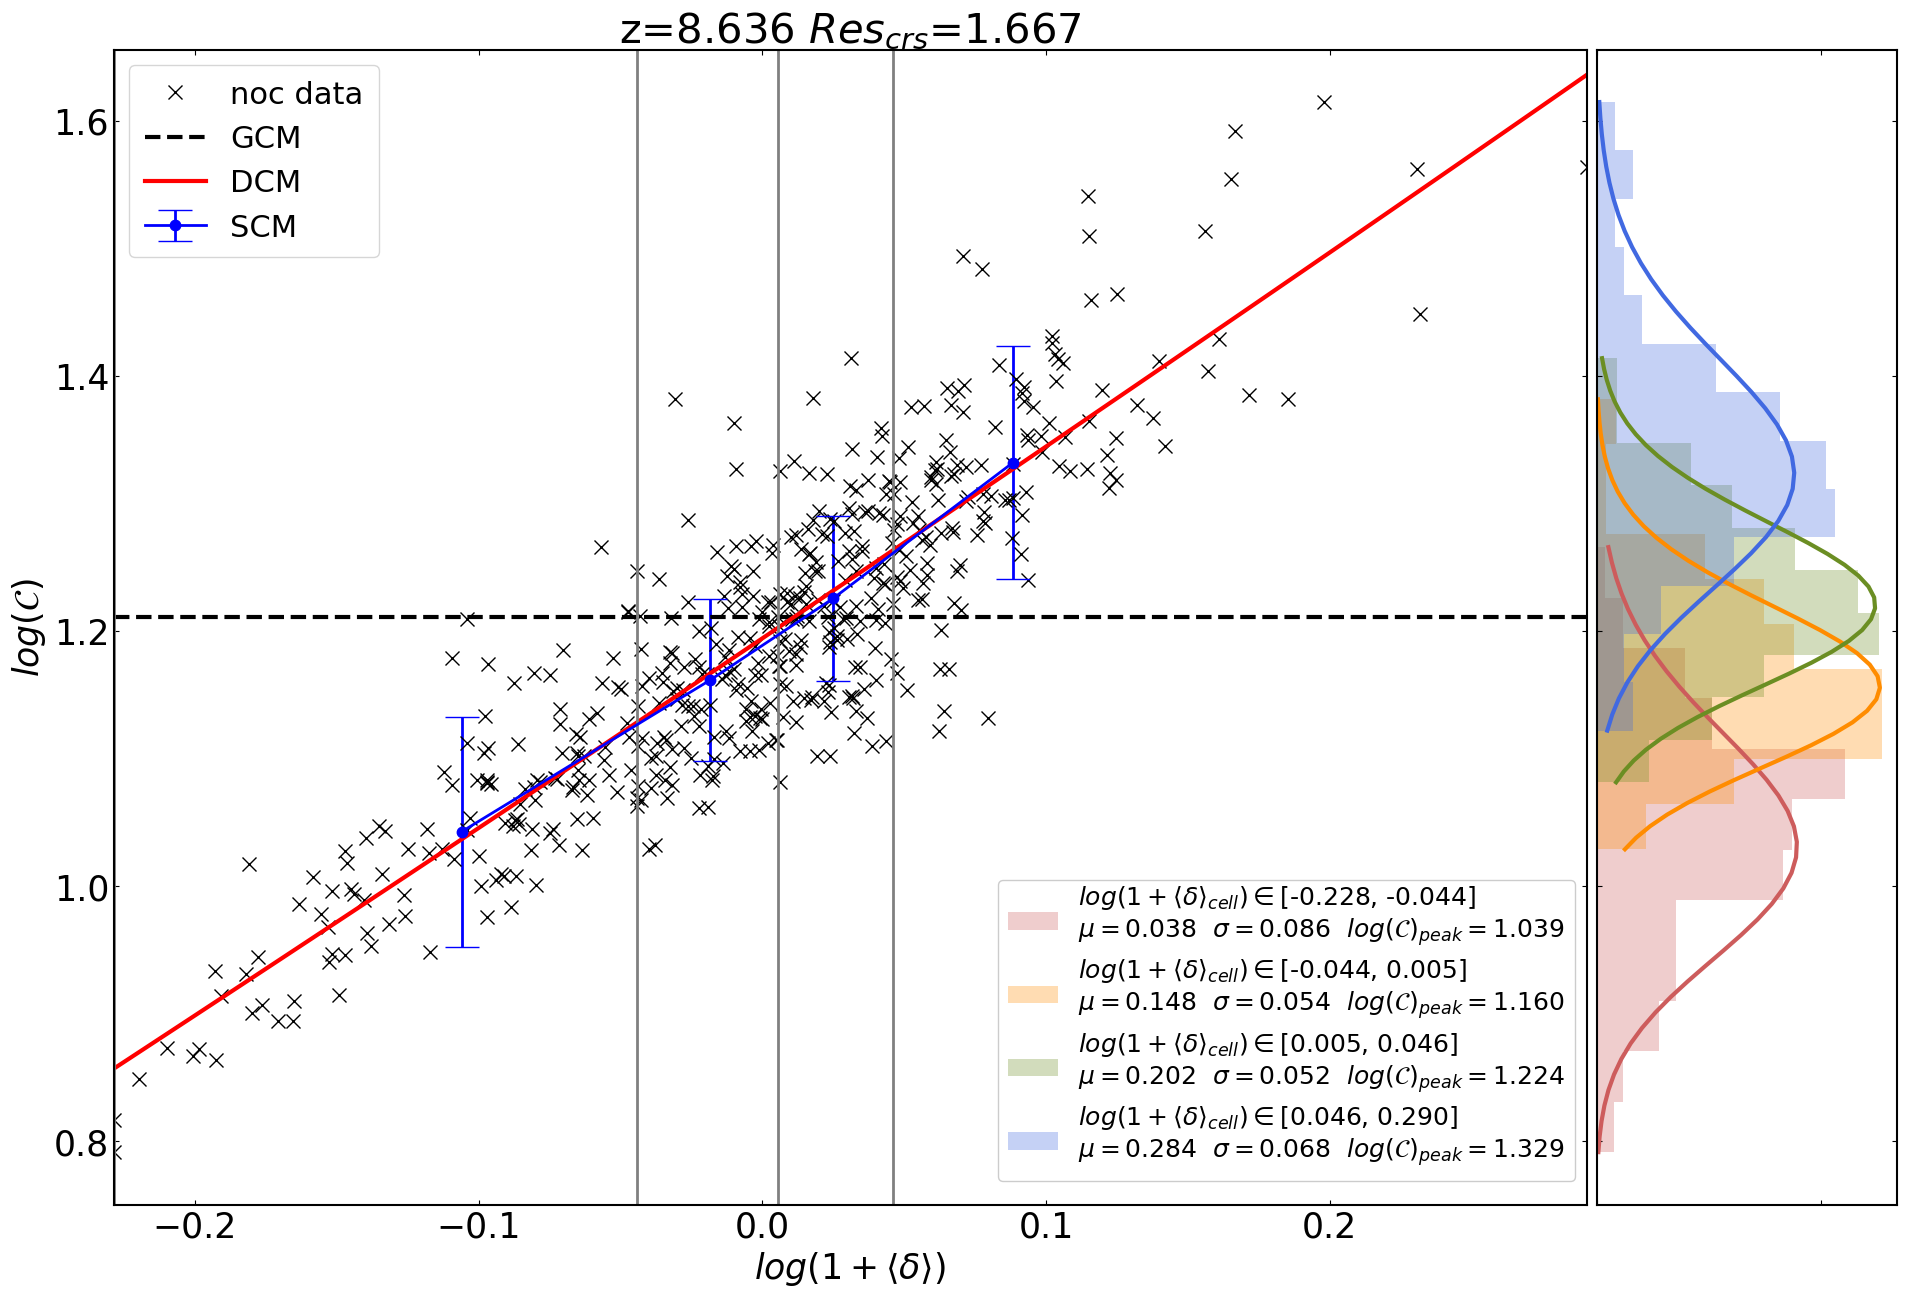 z=8.636 Res_crs=1.667
noc data
GCM
DCM
SCM
log(𝒞)
1.6
1.4
1.2
1.0
0.8
−0.2
−0.1
0.0
0.1
0.2
log(1 + ⟨δ⟩)
log(1 + ⟨δ⟩_cell) ∈ [-0.228, -0.044]
μ = 0.038 σ = 0.086 log(𝒞)_peak = 1.039
log(1 + ⟨δ⟩_cell) ∈ [-0.044, 0.005]
μ = 0.148 σ = 0.054 log(𝒞)_peak = 1.160
log(1 + ⟨δ⟩_cell) ∈ [0.005, 0.046]
μ = 0.202 σ = 0.052 log(𝒞)_peak = 1.224
log(1 + ⟨δ⟩_cell) ∈ [0.046, 0.290]
μ = 0.284 σ = 0.068 log(𝒞)_peak = 1.329